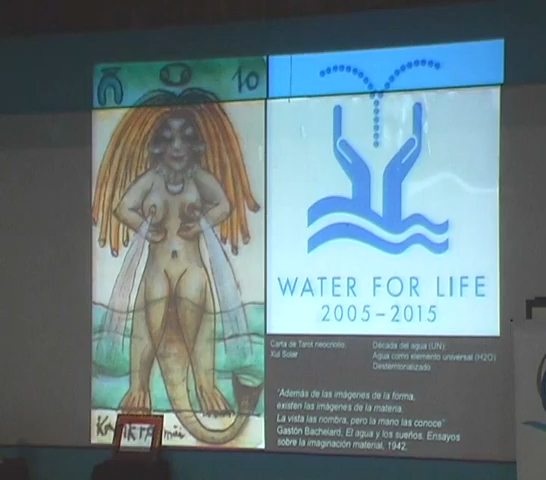 10
WATER FOR LIFE
2005-2015
Carta de Tarot neocriollo
Xul Solar
Década del agua (UN):
Agua como elemento universal (H2O)
Desterritorializado
"Además de las imágenes de la forma,
existen las imágenes de la materia.
La vista las nombra, pero la mano las conoce"
Gastón Bachelard, El agua y los sueños. Ensayos
sobre la imaginación material, 1942.